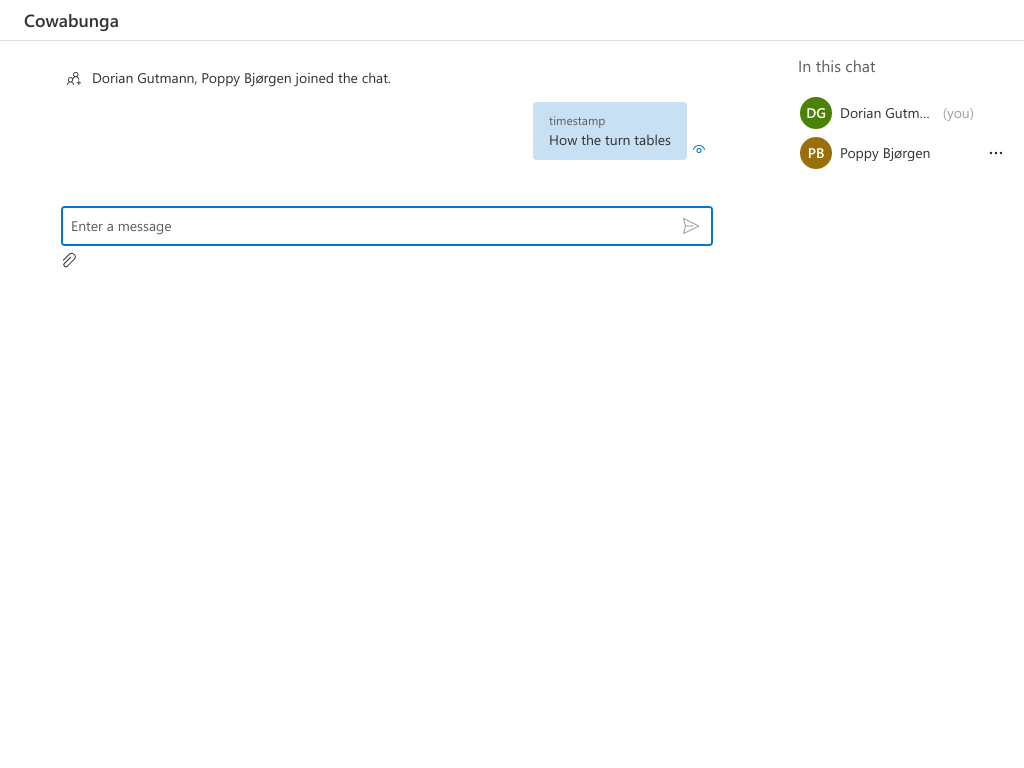 Cowabunga
Dorian Gutmann, Poppy Bjørgen joined the chat.
timestamp
How the turn tables
Enter a message
In this chat
DG Dorian Gutm... (you)
PB Poppy Bjørgen